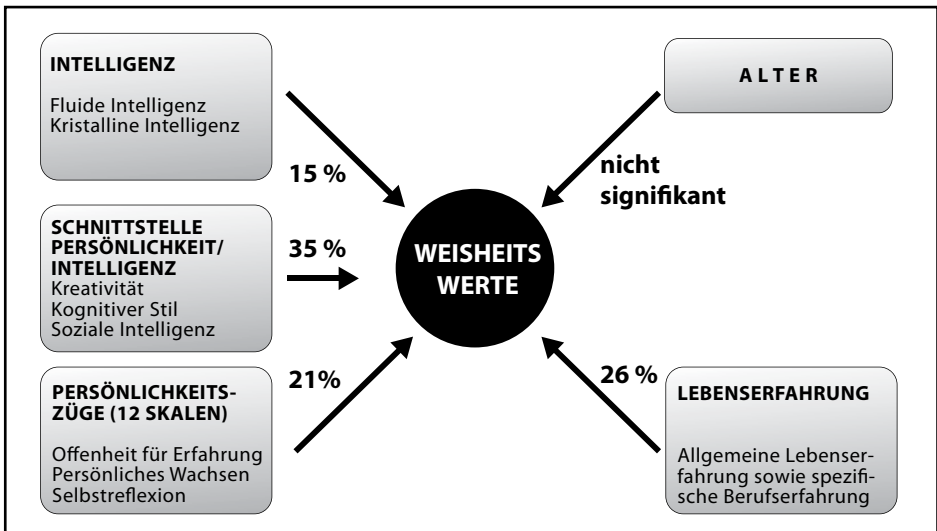 INTELLIGENZ
Fluide Intelligenz
Kristalline Intelligenz
15 %
SCHNITTSTELLE
PERSÖNLICHKEIT/
INTELLIGENZ
Kreativität
Kognitiver Stil
Soziale Intelligenz
35 %
PERSÖNLICHKEITS-
ZÜGE (12 SKALEN)
Offenheit für Erfahrung
Persönliches Wachsen
Selbstreflexion
21%
WEISHEITS
WERTE
ALTER
nicht
signifikant
26 %
LEBENSERFAHRUNG
Allgemeine Lebenser-
fahrung sowie spezifi-
sche Berufserfahrung